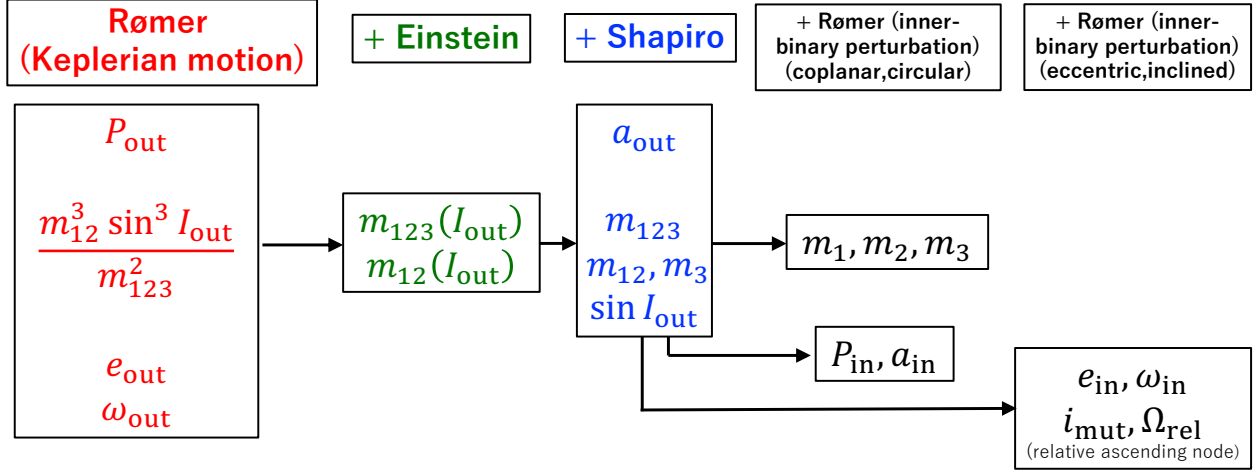 Rømer
(Keplerian motion)
+ Einstein
+ Shapiro
+ Rømer (inner-
binary perturbation)
(coplanar,circular)
+ Rømer (inner-
binary perturbation)
(eccentric,inclined)
P_out
m_12^3 sin^3 I_out
m_123^2
e_out
ω_out
m_123(I_out)
m_12(I_out)
a_out
m_123
m_12, m_3
sin I_out
m_1, m_2, m_3
P_in, a_in
e_in, ω_in
i_mut, Ω_rel
(relative ascending node)